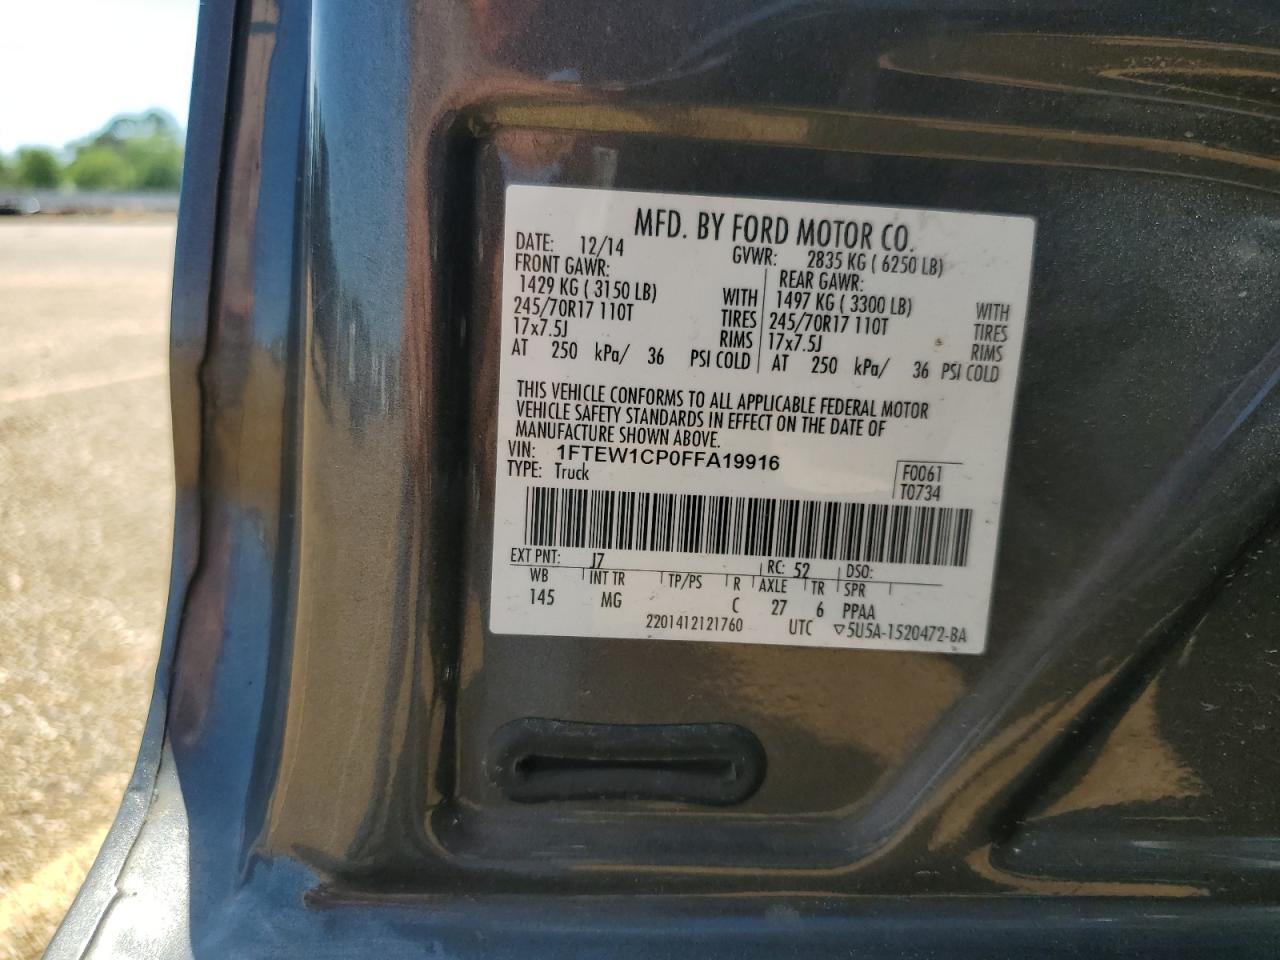 MFD. BY FORD MOTOR CO.
DATE: 12/14 GVWR: 2835 KG ( 6250 LB)
FRONT GAWR: REAR GAWR:
1429 KG ( 3150 LB) WITH 1497 KG ( 3300 LB) WITH
245/70R17 110T TIRES 245/70R17 110T TIRES
17x7.5J RIMS 17x7.5J RIMS
AT 250 kPa/ 36 PSI COLD AT 250 kPa/ 36 PSI COLD
THIS VEHICLE CONFORMS TO ALL APPLICABLE FEDERAL MOTOR
VEHICLE SAFETY STANDARDS IN EFFECT ON THE DATE OF
MANUFACTURE SHOWN ABOVE.
VIN: 1FTEW1CP0FFA19916 F0061
TYPE: Truck T0734
EXT PNT: J7 RC: 52 DSO:
WB INT TR TP/PS R AXLE TR SPR
145 MG C 27 6 PPAA
2201412121760 UTC ▽5U5A-1520472-BA